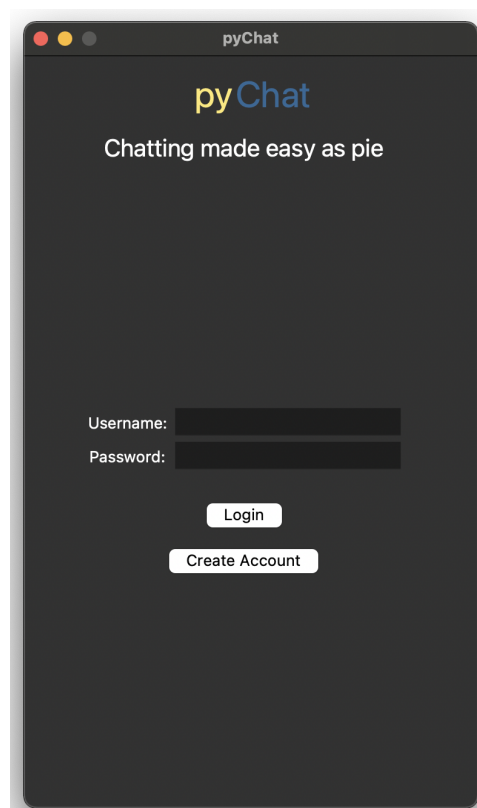 pyChat
pyChat
Chatting made easy as pie
Username:
Password:
Login
Create Account